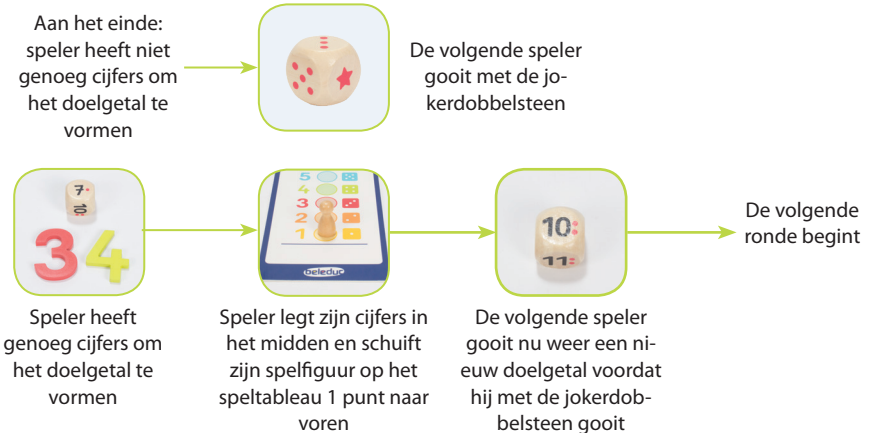 Aan het einde:
speler heeft niet
genoeg cijfers om
het doelgetal te
vormen
De volgende speler
gooit met de jo-
kerdobbelsteen
7
10
3 4
5
4
3
2
1
beleduc
10
11
De volgende
ronde begint
Speler heeft
genoeg cijfers om
het doelgetal te
vormen
Speler legt zijn cijfers in
het midden en schuift
zijn spelfiguur op het
speltableau 1 punt naar
voren
De volgende speler
gooit nu weer een ni-
euw doelgetal voordat
hij met de jokerdob-
belsteen gooit